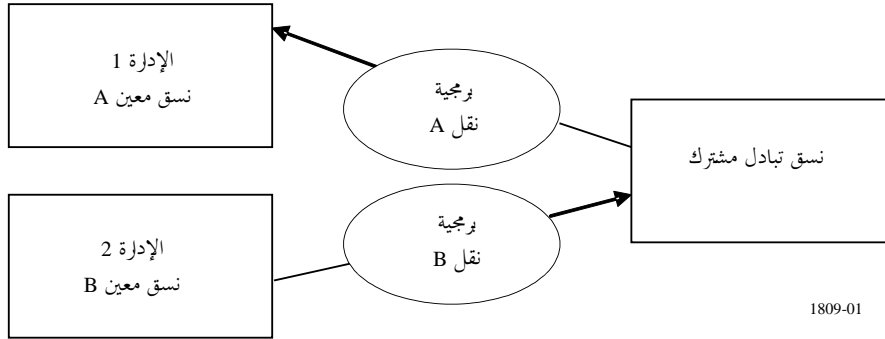 الإدارة 1
نسق معين A
برمجية
نقل A
نسق تبادل مشترك
برمجية
نقل B
الإدارة 2
نسق معين B
1809-01